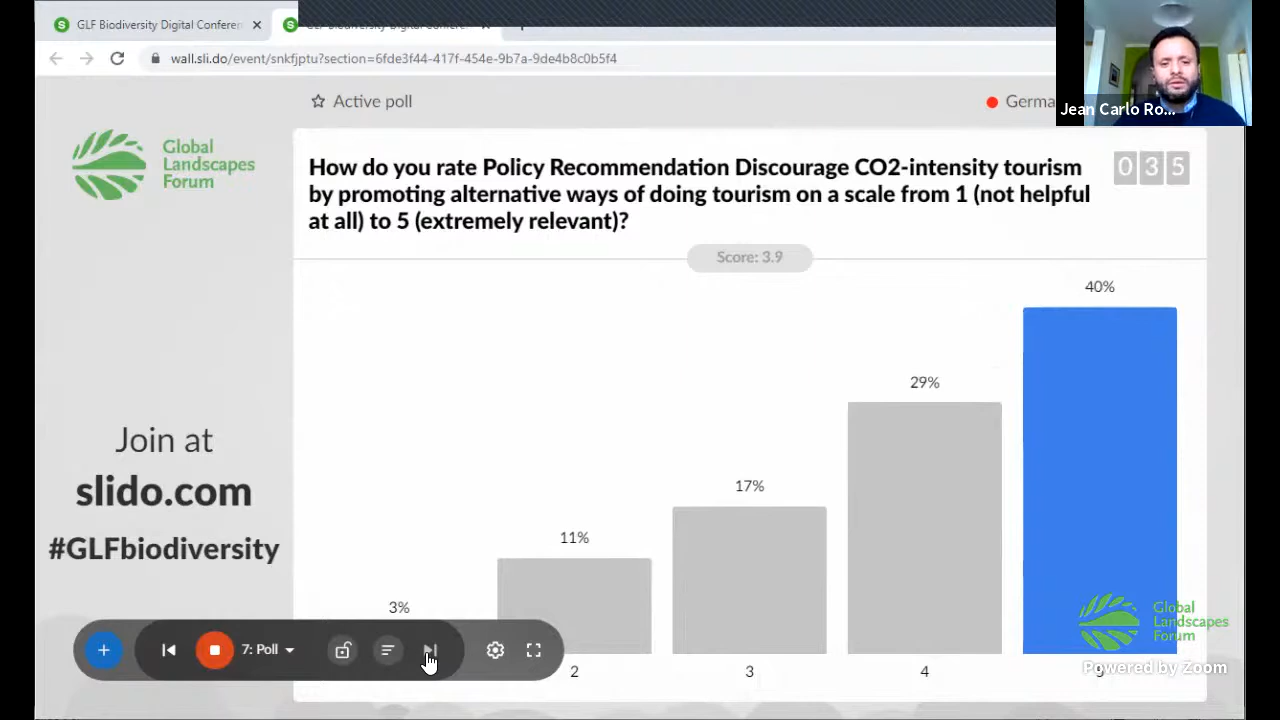 GLF Biodiversity Digital Conferen
wall.sli.do/event/snkfjptu?section=6fde3f44-417f-454e-9b7a-9de4b8c0b5f4
Jean Carlo Ro...
Active poll
Germa
Global
Landscapes
Forum
How do you rate Policy Recommendation Discourage CO2-intensity tourism
by promoting alternative ways of doing tourism on a scale from 1 (not helpful
at all) to 5 (extremely relevant)?
035
Score: 3.9
40%
29%
17%
11%
3%
Join at
slido.com
#GLFbiodiversity
7: Poll
2
3
4
Global
Landscapes
Forum
Powered by Zoom